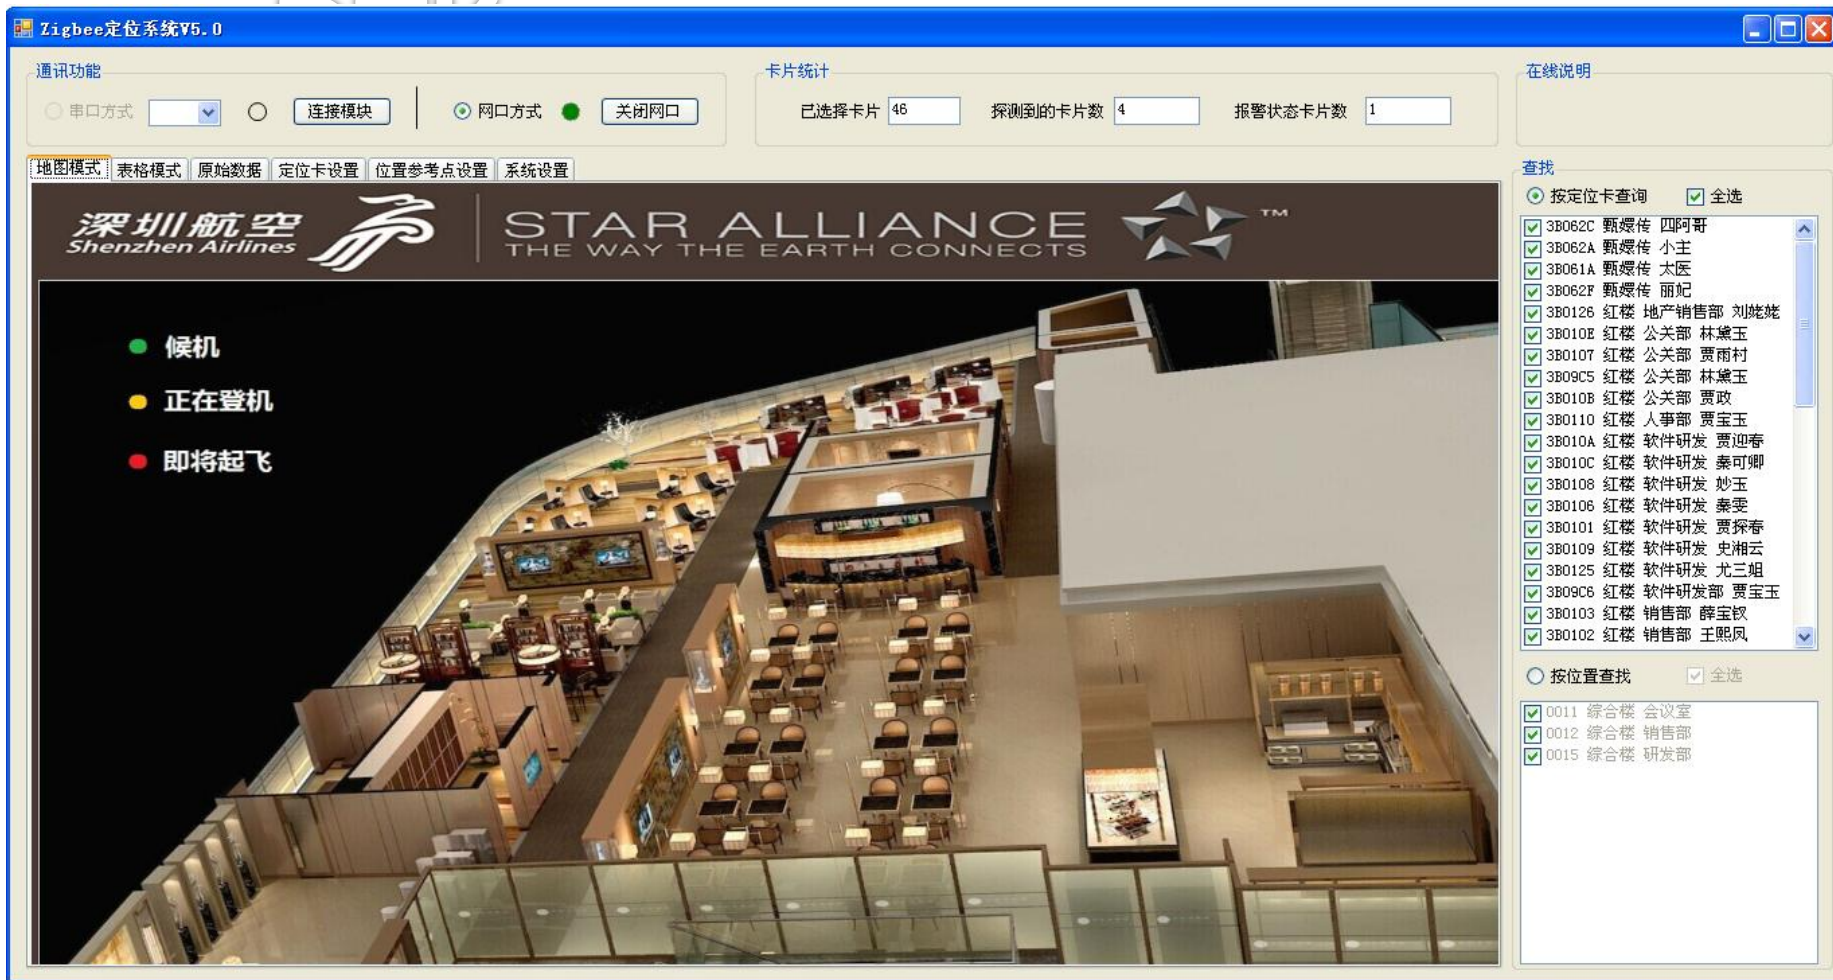 Zigbee定位系统V5.0
通讯功能
串口方式
连接模块
网口方式
关闭网口
卡片统计
已选择卡片 46
探测到的卡片数 4
报警状态卡片数 1
在线说明
地图模式 表格模式 原始数据 定位卡设置 位置参考点设置 系统设置
深圳航空
Shenzhen Airlines
STAR ALLIANCE
THE WAY THE EARTH CONNECTS
TM
候机
正在登机
即将起飞
查找
按定位卡查询 全选
3B062C 甄嬛传 四阿哥
3B062A 甄嬛传 小主
3B061A 甄嬛传 太医
3B062F 甄嬛传 丽妃
3B0126 红楼 地产销售部 刘姥姥
3B010E 红楼 公关部 林黛玉
3B0107 红楼 公关部 贾雨村
3B09C5 红楼 公关部 林黛玉
3B010B 红楼 公关部 贾政
3B0110 红楼 人事部 贾宝玉
3B010A 红楼 软件研发 贾迎春
3B010C 红楼 软件研发 秦可卿
3B0108 红楼 软件研发 妙玉
3B0106 红楼 软件研发 秦雯
3B0101 红楼 软件研发 贾探春
3B0109 红楼 软件研发 史湘云
3B0125 红楼 软件研发 尤三姐
3B09C6 红楼 软件研发部 贾宝玉
3B0103 红楼 销售部 薛宝钗
3B0102 红楼 销售部 王熙凤
按位置查找 全选
0011 综合楼 会议室
0012 综合楼 销售部
0015 综合楼 研发部